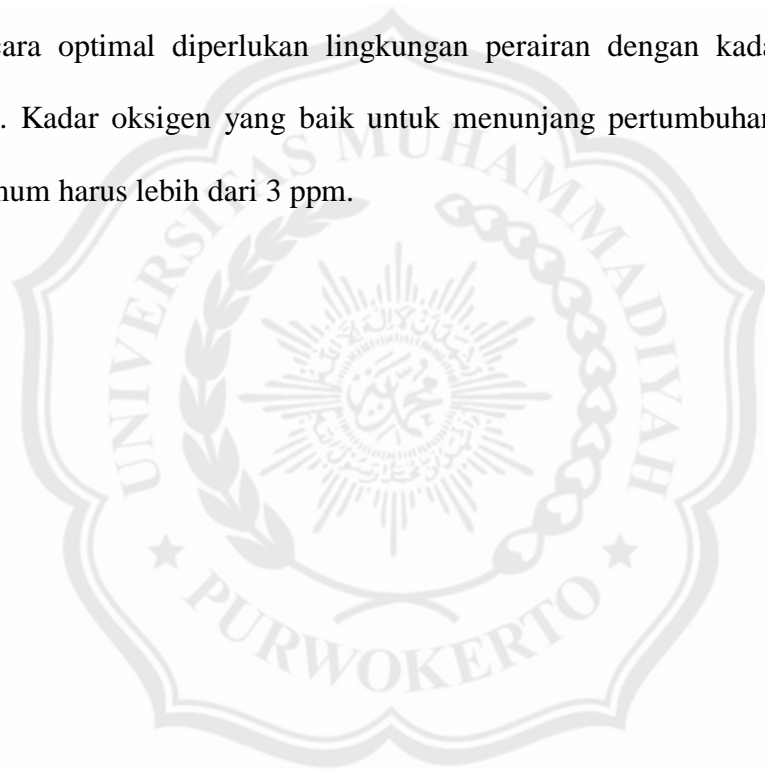 cara optimal diperlukan lingkungan perairan dengan kada
. Kadar oksigen yang baik untuk menunjang pertumbuhan
num harus lebih dari 3 ppm.
UNIVERSITAS MUHAMMADIYAH
PURWOKERTO